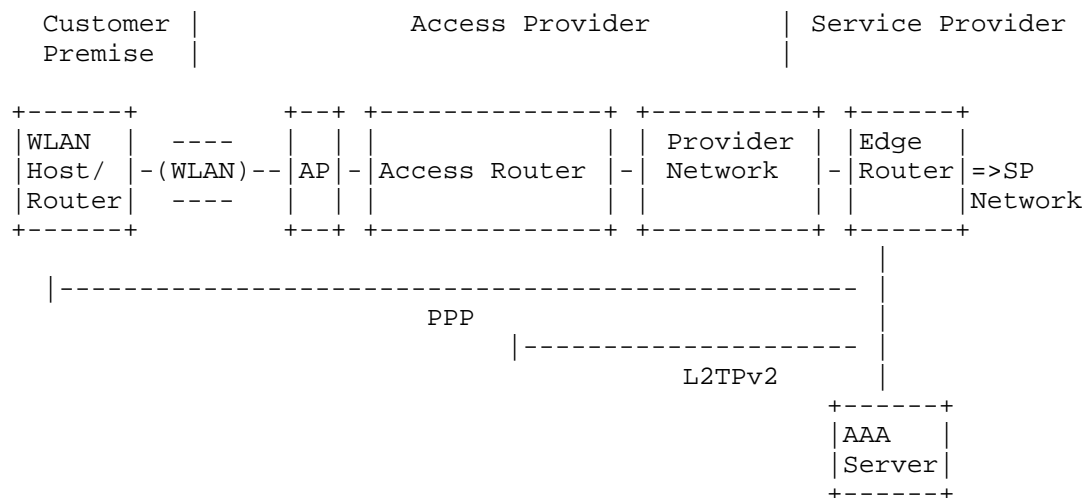 Customer | Access Provider | Service Provider
Premise | |
+------+ +--+ +---------------+ +-----------+ +------+
|WLAN | ---- | | | | | Provider | |Edge |
|Host/ |-(WLAN)--|AP|-|Access Router |-| Network |-|Router|=>SP
|Router| ---- | | | | | | | |Network
+------+ +--+ +---------------+ +-----------+ +------+
|
|-------------------------------------------------- |
PPP |
|--------------------- |
L2TPv2 |
+------+
|AAA |
|Server|
+------+